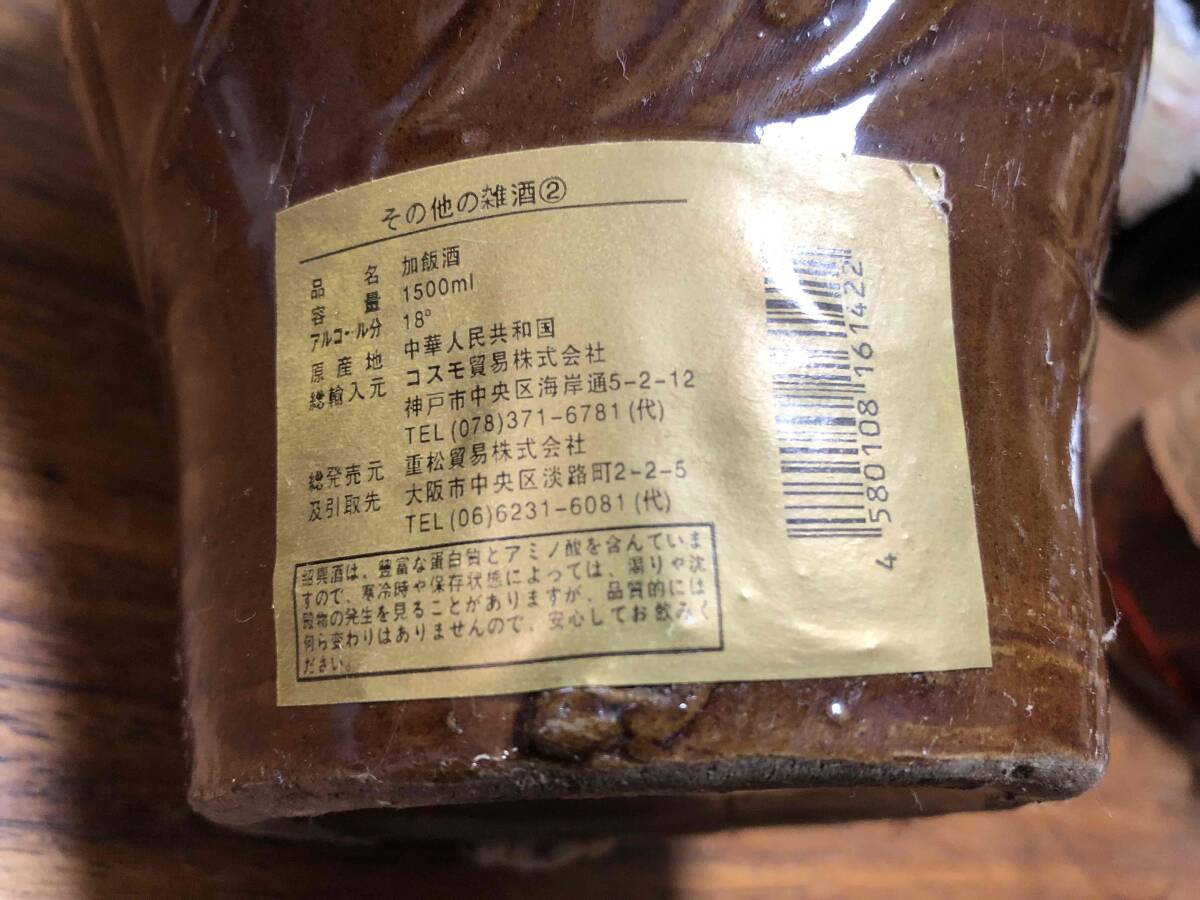 その他の雑酒②
品名 加飯酒
容量 1500ml
アルコール分 18°
原産地 中華人民共和国
総輸入元 コスモ貿易株式会社
神戸市中央区海岸通5-2-12
TEL(078)371-6781(代)
総発売元 重松貿易株式会社
及引取先 大阪市中央区淡路町2-2-5
TEL(06)6231-6081(代)
紹興酒は、豊富な蛋白質とアミノ酸を含んていま
すので、寒冷時や保存状態によっては、濁りや沈
殿物の発生を見ることがありますが、品質的には
何ら変わりはありませんので、安心してお飲みく
ださい。
4 580108 161422